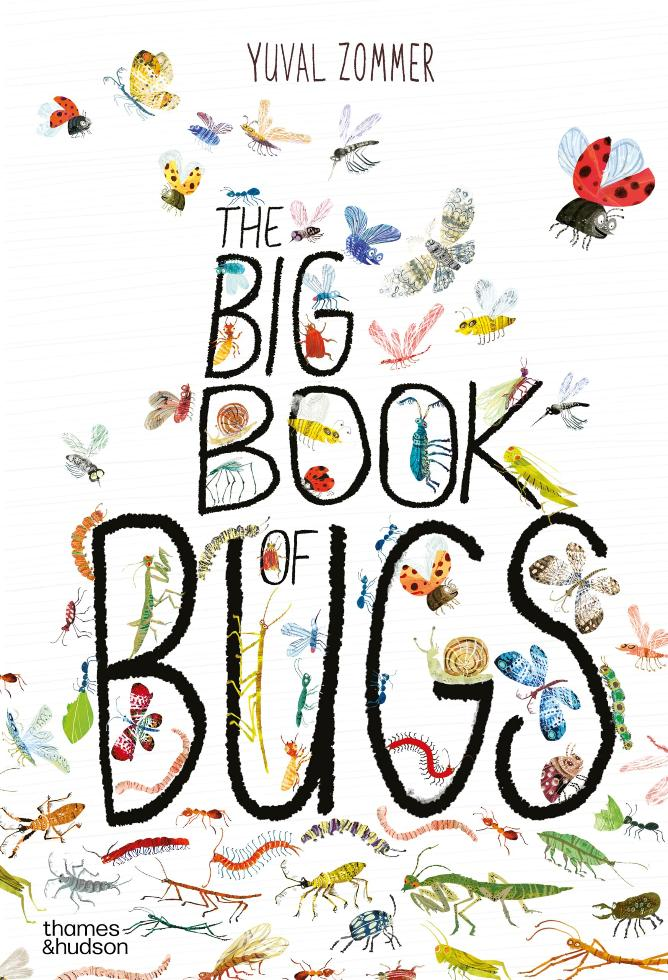 YUVAL ZOMMER
THE
BIG
BOOK
OF
BUGS
thames
&hudson